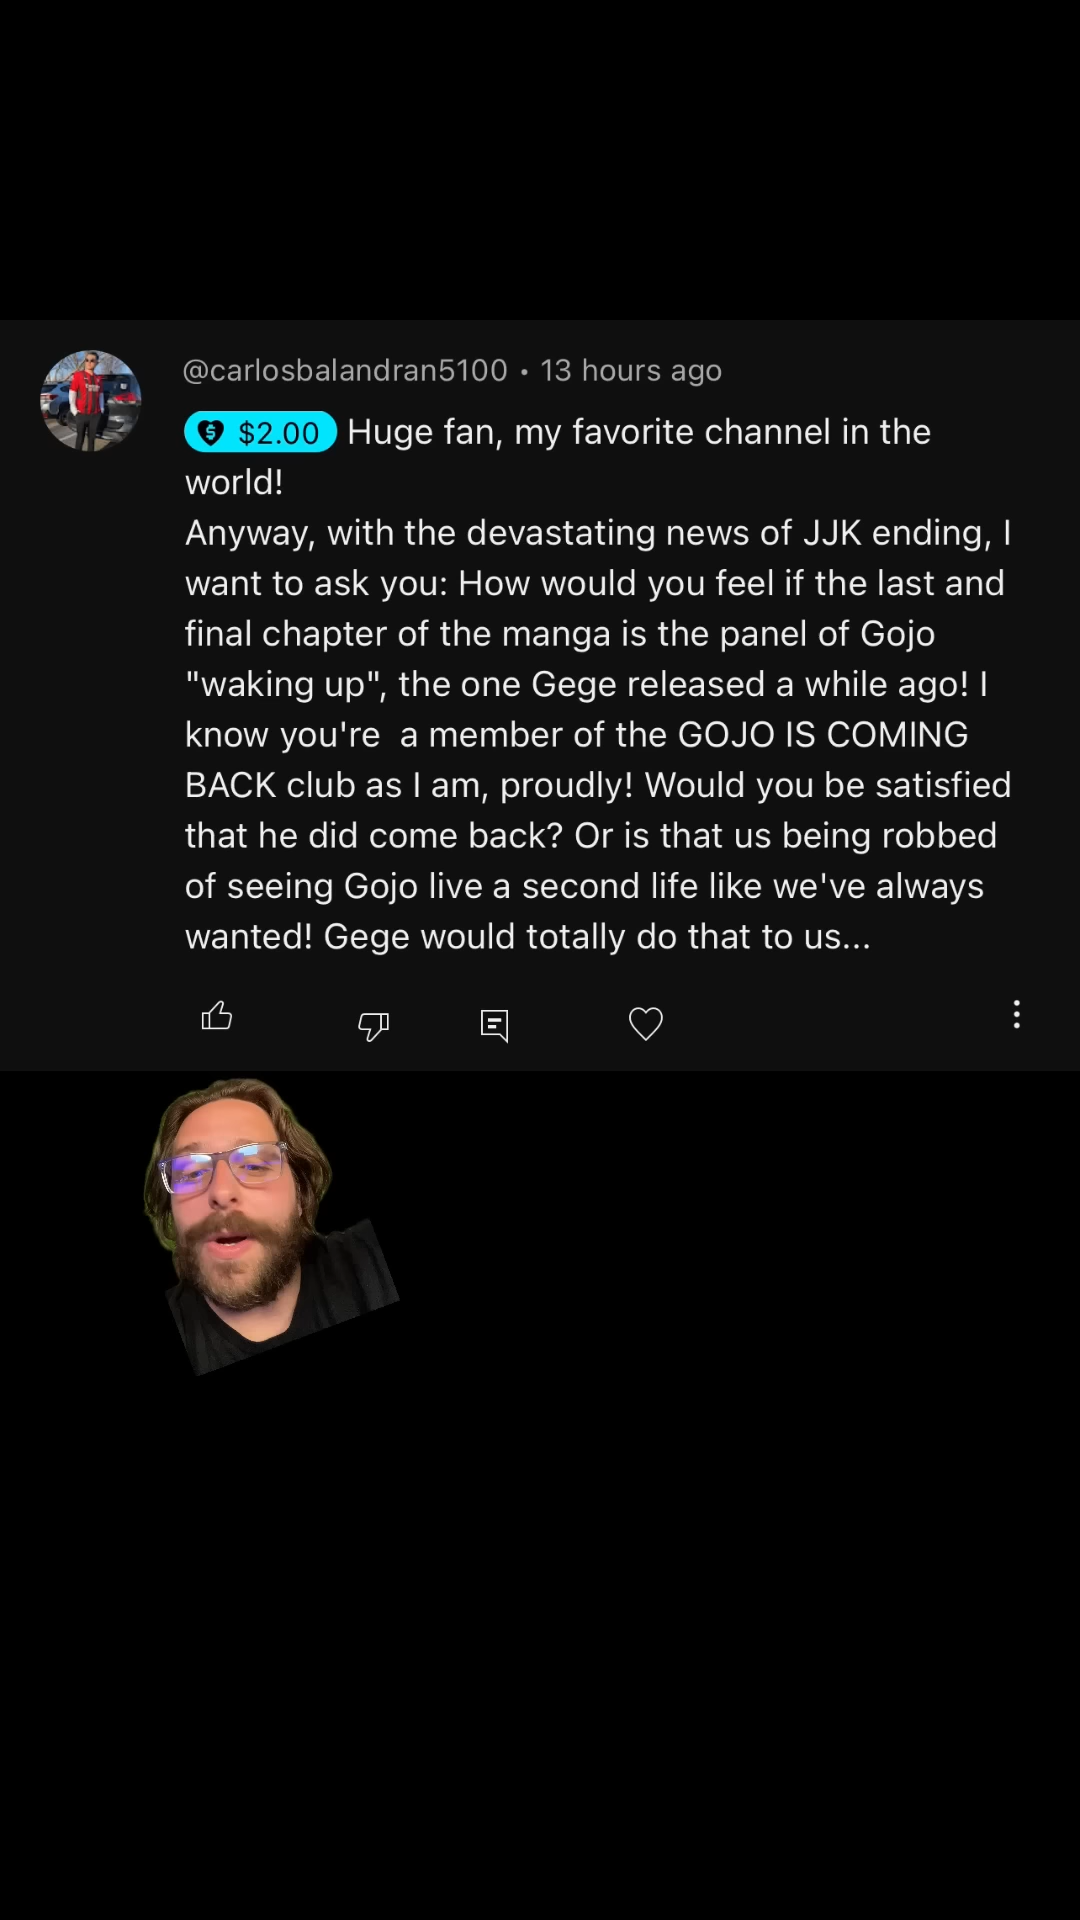 @carlosbalandran5100 • 13 hours ago
$2.00 Huge fan, my favorite channel in the
world!
Anyway, with the devastating news of JJK ending, I
want to ask you: How would you feel if the last and
final chapter of the manga is the panel of Gojo
"waking up", the one Gege released a while ago! I
know you're  a member of the GOJO IS COMING
BACK club as I am, proudly! Would you be satisfied
that he did come back? Or is that us being robbed
of seeing Gojo live a second life like we've always
wanted! Gege would totally do that to us...